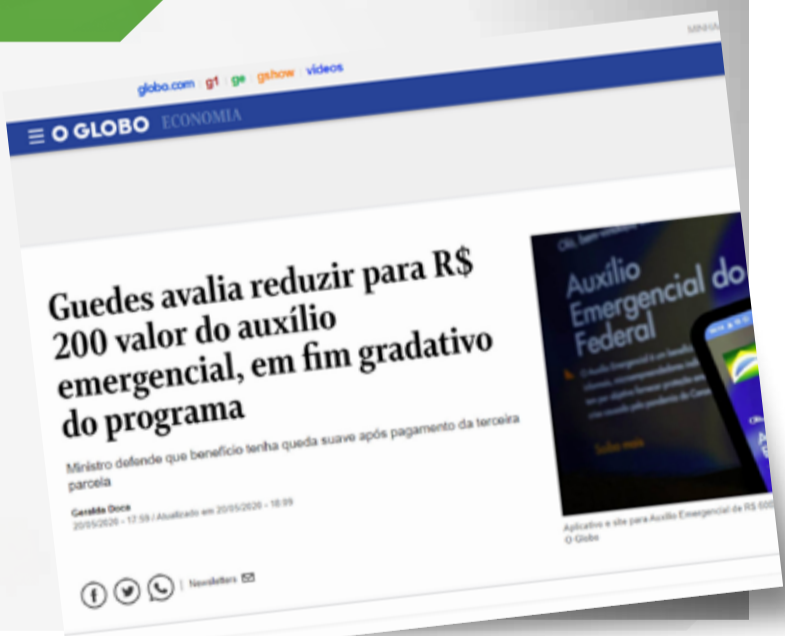 MINHA
globo.com g1 ge gshow vídeos
O GLOBO ECONOMIA
Guedes avalia reduzir para R$
200 valor do auxílio
emergencial, em fim gradativo
do programa
Ministro defende que benefício tenha queda suave após pagamento da terceira
parcela
Geralda Doca
20/05/2020 - 17:59 / Atualizado em 20/05/2020 - 18:09
f
Newsletters
Auxílio
Emergencial do
Federal
Saiba mais
Aplicativo e site para Auxílio Emergencial de R$ 600
O Globo